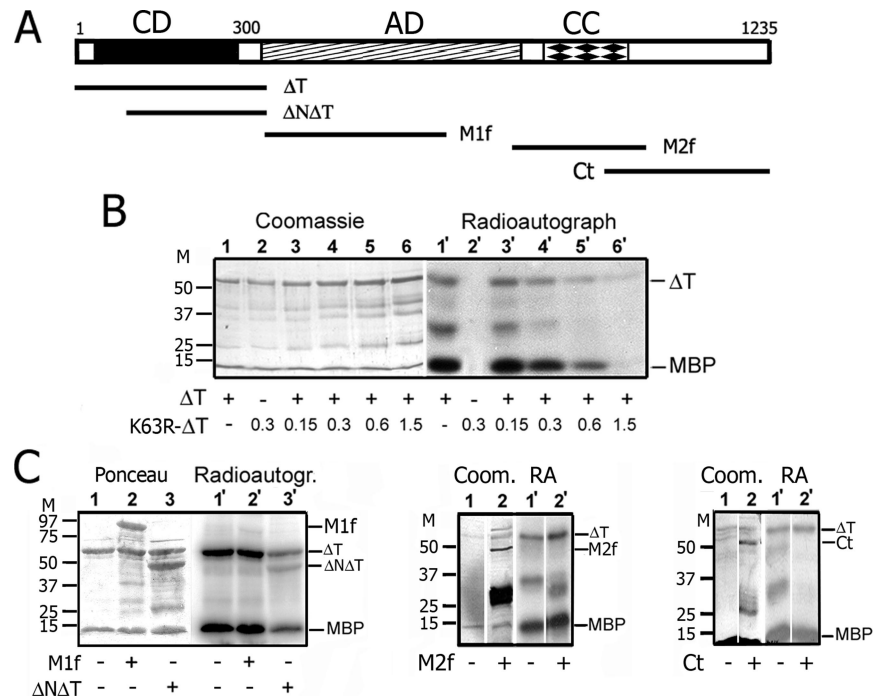 A
1 CD 300 AD CC 1235
ΔT
ΔNΔT
M1f
M2f
Ct
B
Coomassie Radioautograph
M 1 2 3 4 5 6 1' 2' 3' 4' 5' 6'
50 ΔT
37
25
15 MBP
ΔT + - + + + + + - + + + +
K63R-ΔT - 0.3 0.15 0.3 0.6 1.5 - 0.3 0.15 0.3 0.6 1.5
C
Ponceau Radioautogr.
M 1 2 3 1' 2' 3'
97 M1f
75
ΔT
50 ΔNΔT
37
25
15 MBP
M1f - + - - + -
ΔNΔT - - + - - +
Coom. RA
M 1 2 1' 2'
ΔT
50 M2f
37
25
15 MBP
M2f - + - +
Coom. RA
M 1 2 1' 2'
ΔT
50 Ct
37
25
15 MBP
Ct - + - +